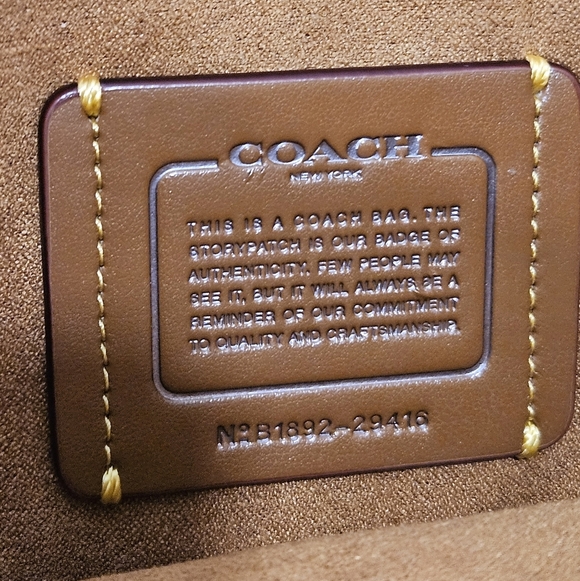 COACH
NEW YORK
THIS IS A COACH BAG. THE
STORYPATCH IS OUR BADGE OF
AUTHENTICITY. FEW PEOPLE MAY
SEE IT, BUT IT WILL ALWAYS BE A
REMINDER OF OUR COMMITMENT
TO QUALITY AND CRAFTSMANSHIP.
Nº B1892-29416